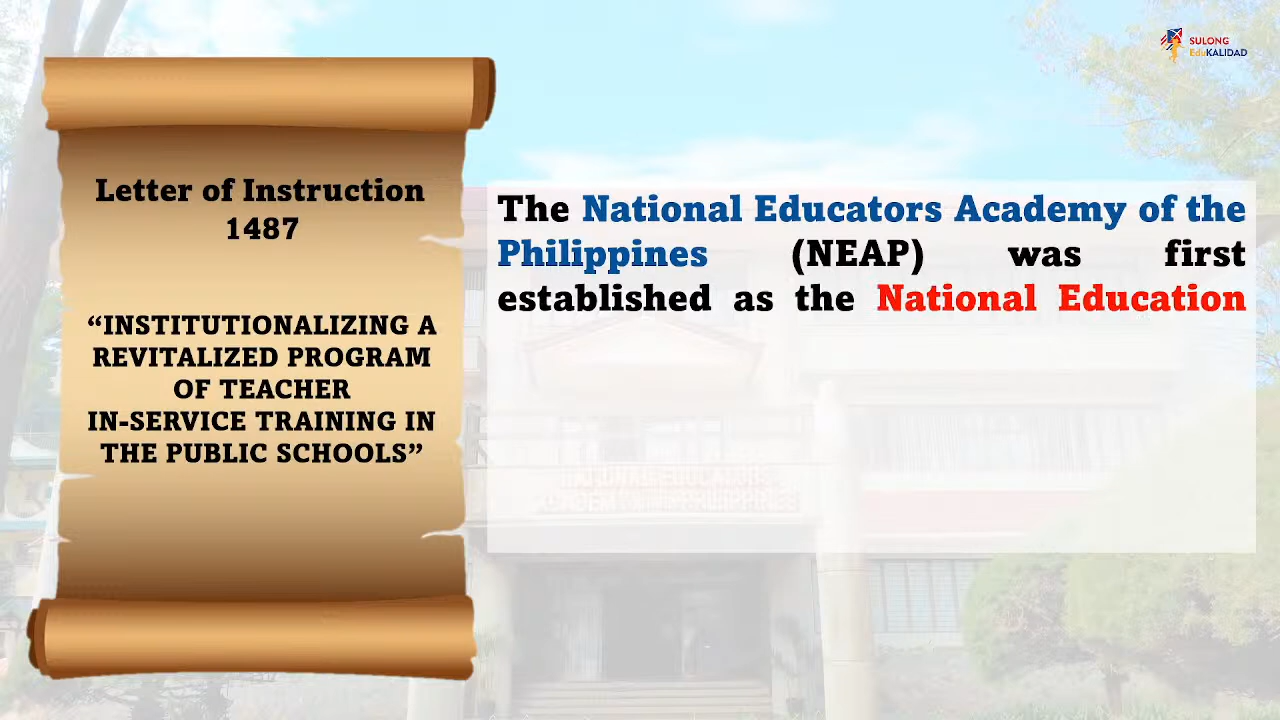 SULONG
EduKALIDAD
Letter of Instruction
1487
“INSTITUTIONALIZING A
REVITALIZED PROGRAM
OF TEACHER
IN-SERVICE TRAINING IN
THE PUBLIC SCHOOLS”
The National Educators Academy of the
Philippines (NEAP) was first
established as the National Education